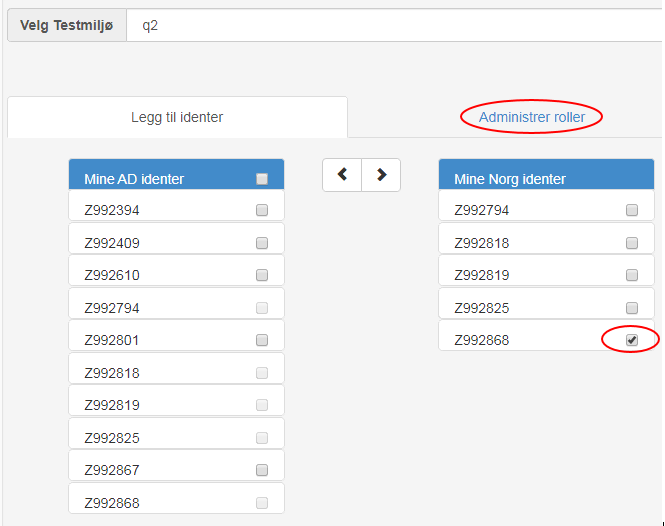 Velg Testmiljø q2
Legg til identer Administrer roller
Mine AD identer
Z992394
Z992409
Z992610
Z992794
Z992801
Z992818
Z992819
Z992825
Z992867
Z992868
Mine Norg identer
Z992794
Z992818
Z992819
Z992825
Z992868